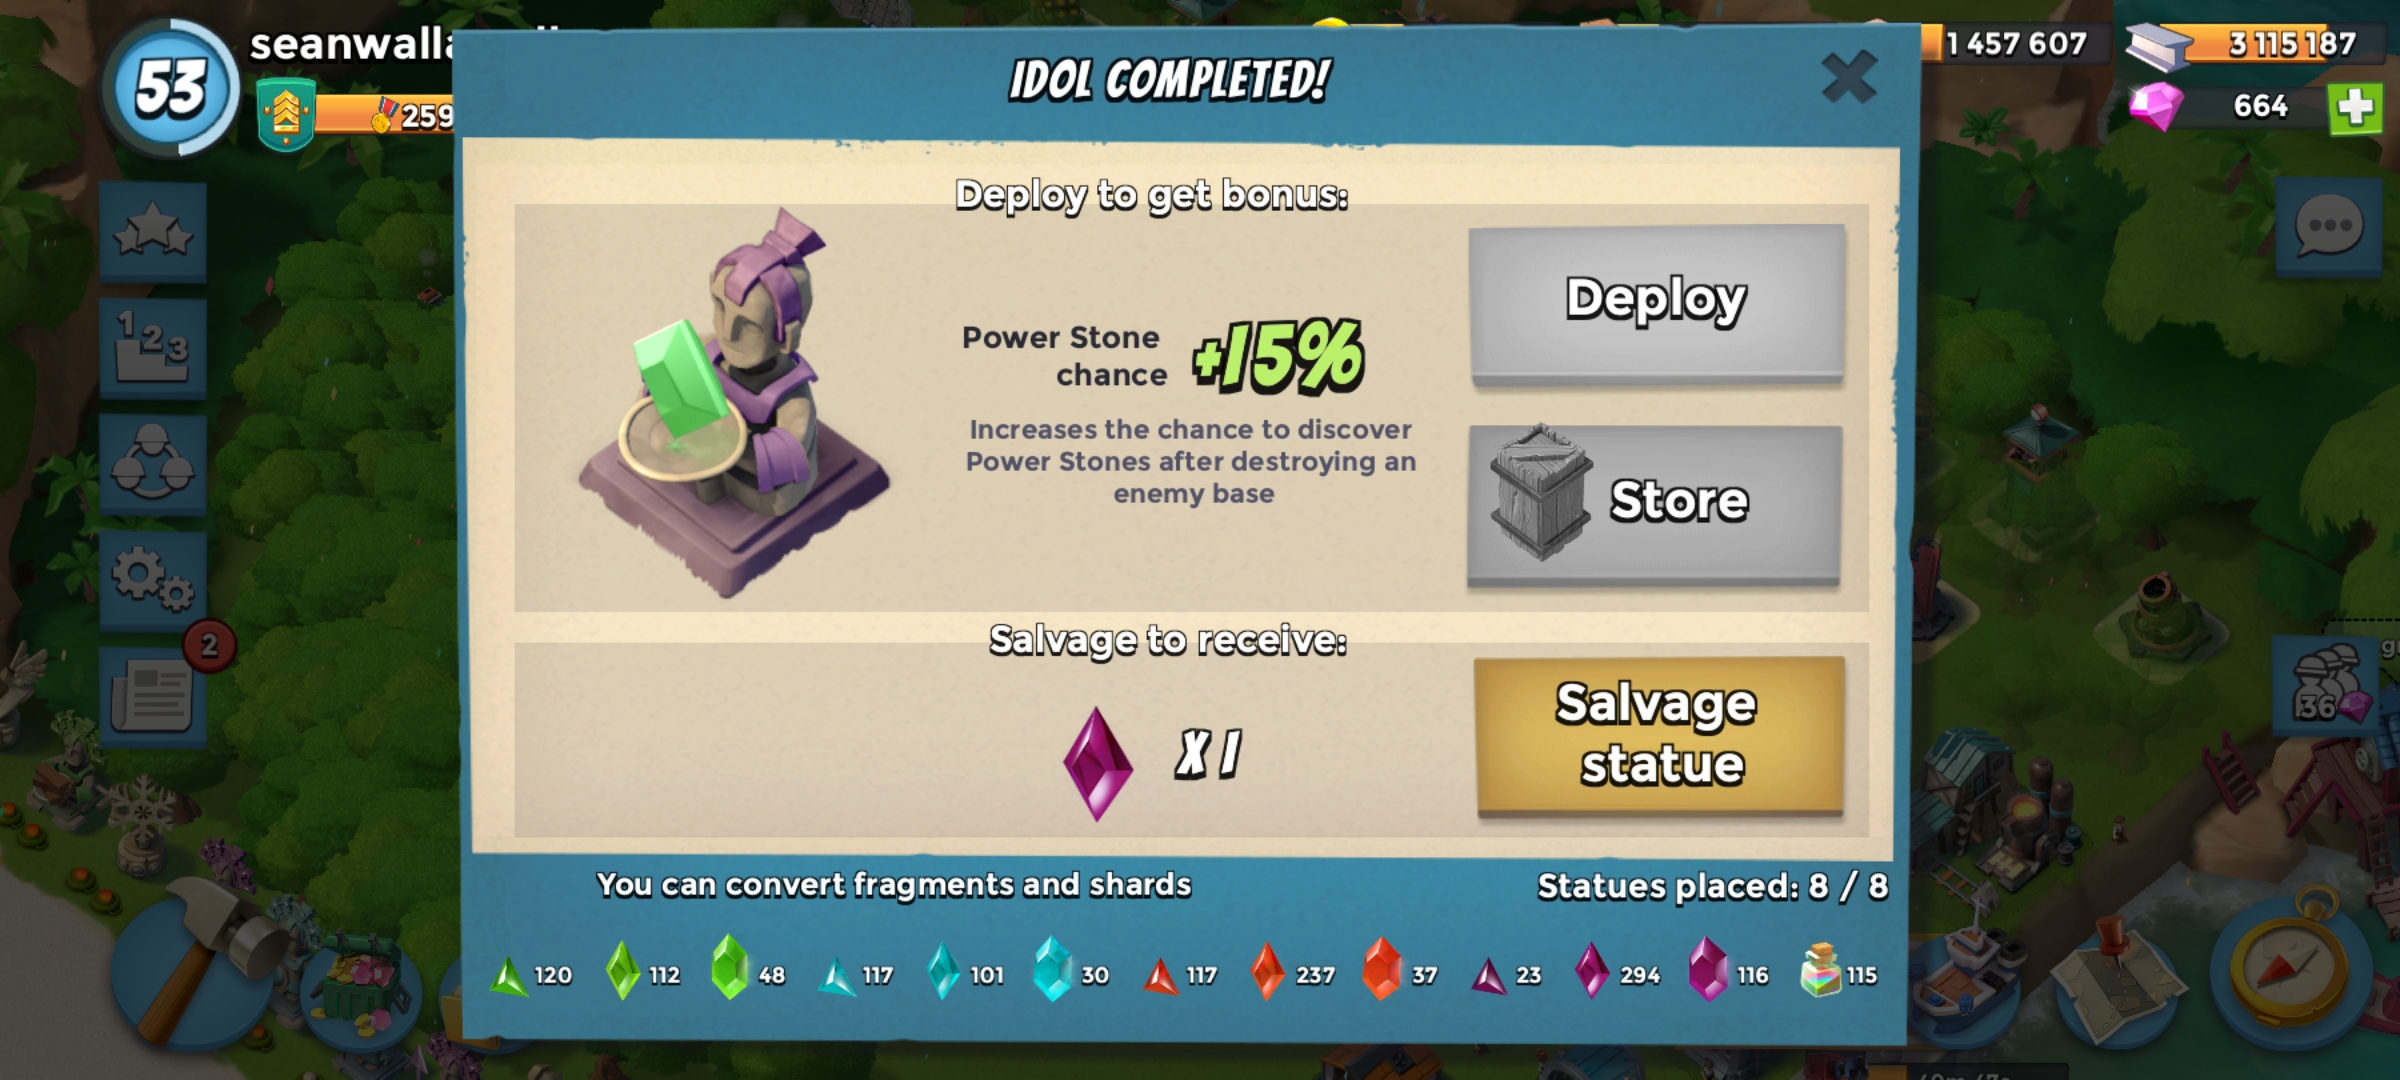 53
259
IDOL COMPLETED!
1 457 607
3 115 187
664
Deploy to get bonus:
Power Stone
chance
+15%
Increases the chance to discover
Power Stones after destroying an
enemy base
Deploy
Store
1 2 3
2
Salvage to receive:
X 1
Salvage
statue
36
You can convert fragments and shards
Statues placed: 8 / 8
120 112 48 117 101 30 117 237 37 23 294 116 115